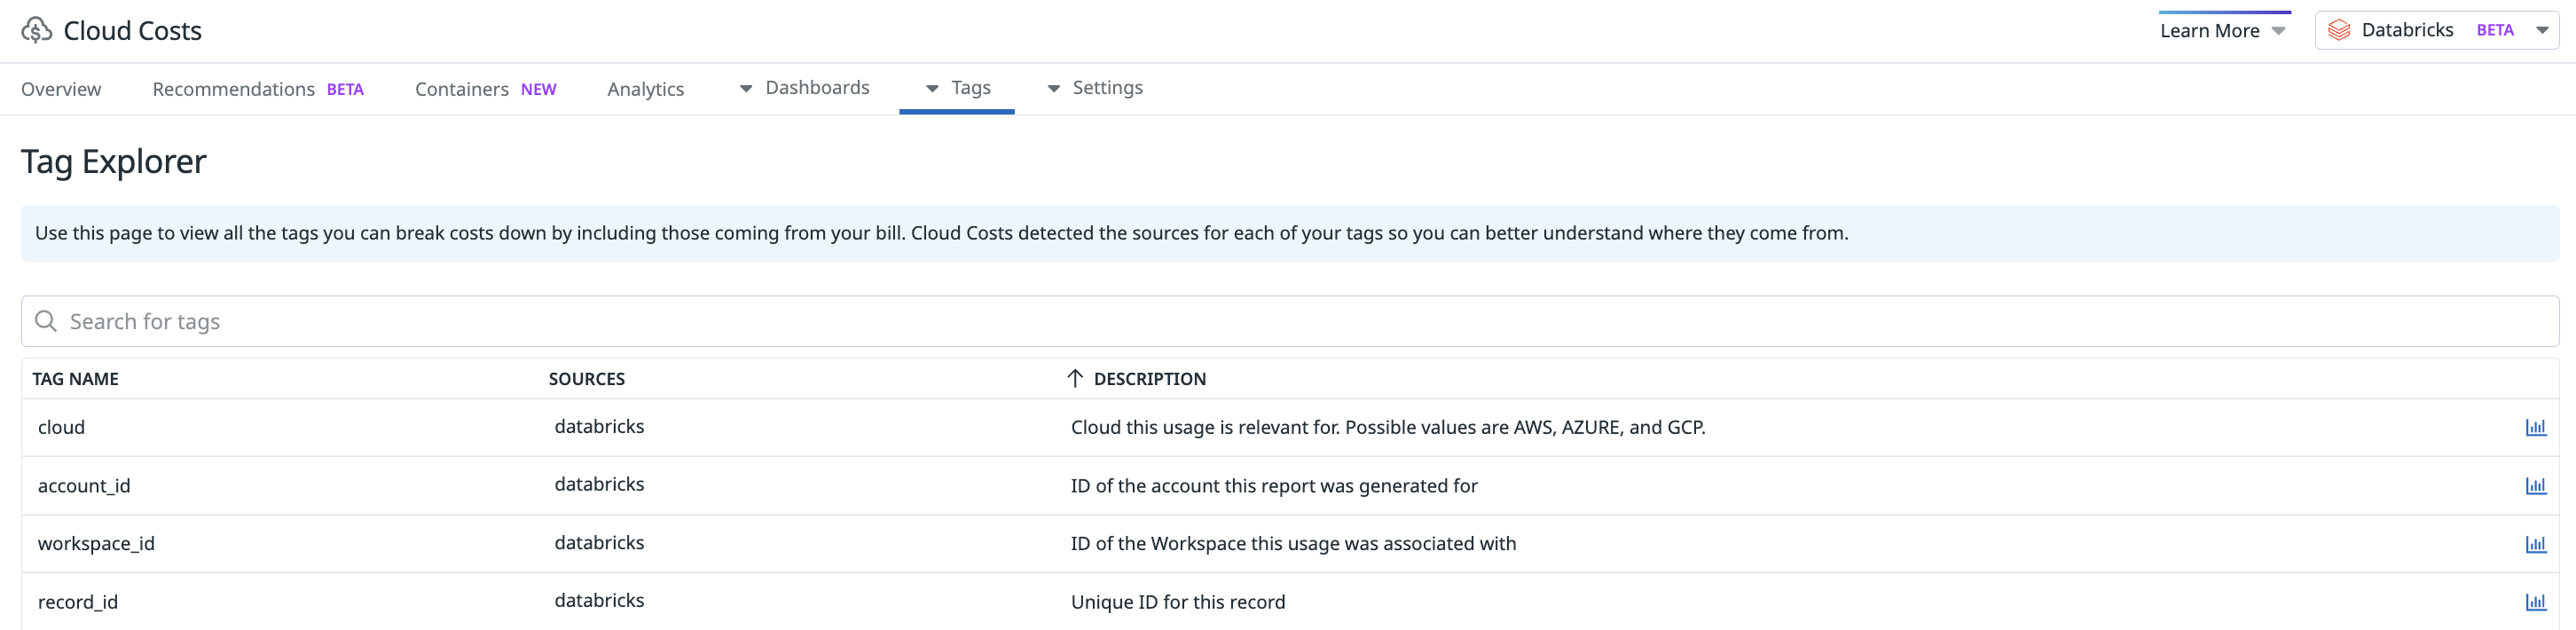 Cloud Costs
Learn More
Databricks BETA
Overview Recommendations BETA Containers NEW Analytics Dashboards Tags Settings
Tag Explorer
Use this page to view all the tags you can break costs down by including those coming from your bill. Cloud Costs detected the sources for each of your tags so you can better understand where they come from.
Search for tags
TAG NAME SOURCES DESCRIPTION
cloud databricks Cloud this usage is relevant for. Possible values are AWS, AZURE, and GCP.
account_id databricks ID of the account this report was generated for
workspace_id databricks ID of the Workspace this usage was associated with
record_id databricks Unique ID for this record